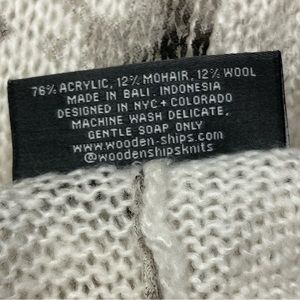 76% ACRYLIC, 12% MOHAIR, 12% WOOL
MADE IN BALI, INDONESIA
DESIGNED IN NYC + COLORADO
MACHINE WASH DELICATE,
GENTLE SOAP ONLY
www.wooden-ships.com
@woodenshipsknits